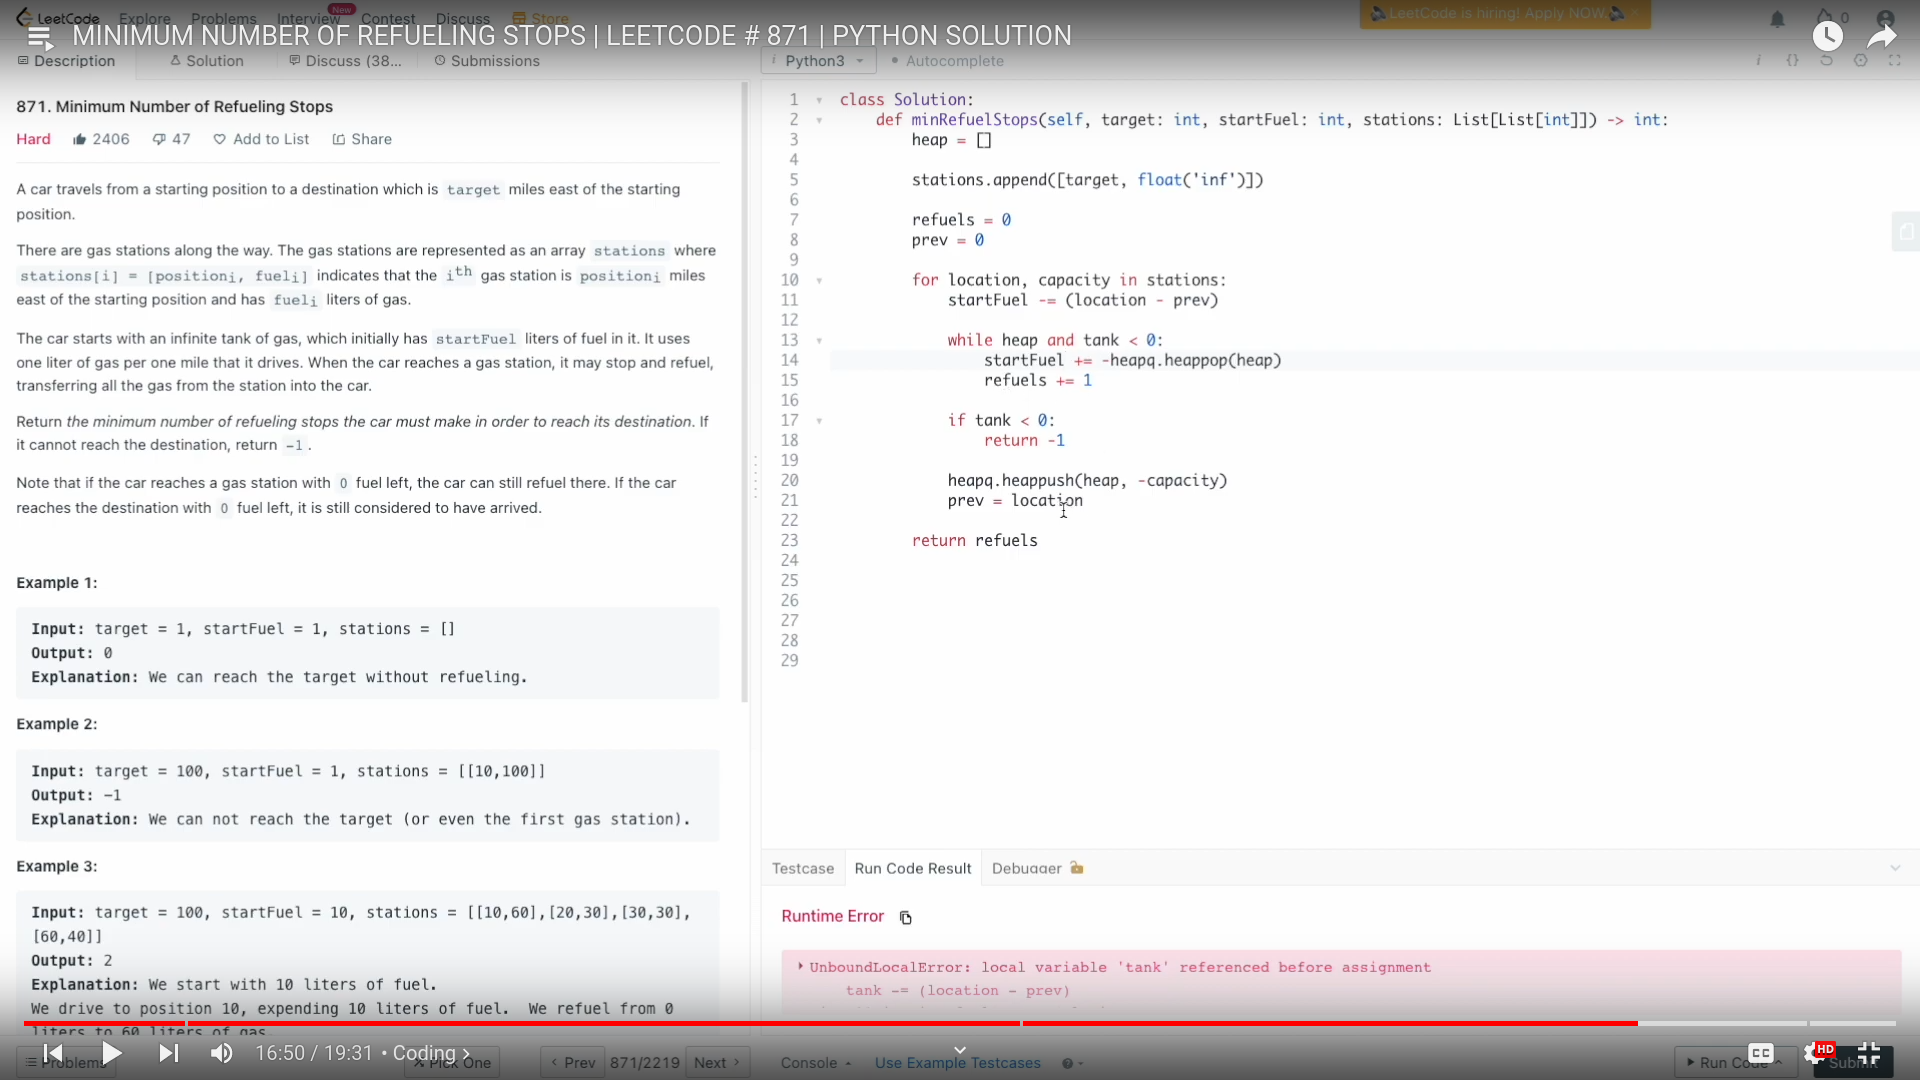 LeetCode Explore Problems Interview New Contest Discuss Store LeetCode is hiring! Apply NOW. 0
MINIMUM NUMBER OF REFUELING STOPS | LEETCODE # 871 | PYTHON SOLUTION
Description Solution Discuss (38... Submissions Python3 • Autocomplete
871. Minimum Number of Refueling Stops
Hard 2406 47 Add to List Share
A car travels from a starting position to a destination which is target miles east of the starting
position.
There are gas stations along the way. The gas stations are represented as an array stations where
stations[i] = [positioni, fueli] indicates that the ith gas station is positioni miles
east of the starting position and has fueli liters of gas.
The car starts with an infinite tank of gas, which initially has startFuel liters of fuel in it. It uses
one liter of gas per one mile that it drives. When the car reaches a gas station, it may stop and refuel,
transferring all the gas from the station into the car.
Return the minimum number of refueling stops the car must make in order to reach its destination. If
it cannot reach the destination, return -1.
Note that if the car reaches a gas station with 0 fuel left, the car can still refuel there. If the car
reaches the destination with 0 fuel left, it is still considered to have arrived.
Example 1:
Input: target = 1, startFuel = 1, stations = []
Output: 0
Explanation: We can reach the target without refueling.
Example 2:
Input: target = 100, startFuel = 1, stations = [[10,100]]
Output: -1
Explanation: We can not reach the target (or even the first gas station).
Example 3:
Input: target = 100, startFuel = 10, stations = [[10,60],[20,30],[30,30],
[60,40]]
Output: 2
Explanation: We start with 10 liters of fuel.
We drive to position 10, expending 10 liters of fuel. We refuel from 0
liters to 60 liters of gas.
1 class Solution:
2 def minRefuelStops(self, target: int, startFuel: int, stations: List[List[int]]) -> int:
3 heap = []
4
5 stations.append([target, float('inf')])
6
7 refuels = 0
8 prev = 0
9
10 for location, capacity in stations:
11 startFuel -= (location - prev)
12
13 while heap and tank < 0:
14 startFuel += -heapq.heappop(heap)
15 refuels += 1
16
17 if tank < 0:
18 return -1
19
20 heapq.heappush(heap, -capacity)
21 prev = location
22
23 return refuels
24
25
26
27
28
29
Testcase Run Code Result Debugger
Runtime Error
UnboundLocalError: local variable 'tank' referenced before assignment
tank -= (location - prev)
16:50 / 19:31 • Coding HD
Problems Pick One Prev 871/2219 Next Console Use Example Testcases Run Code Submit